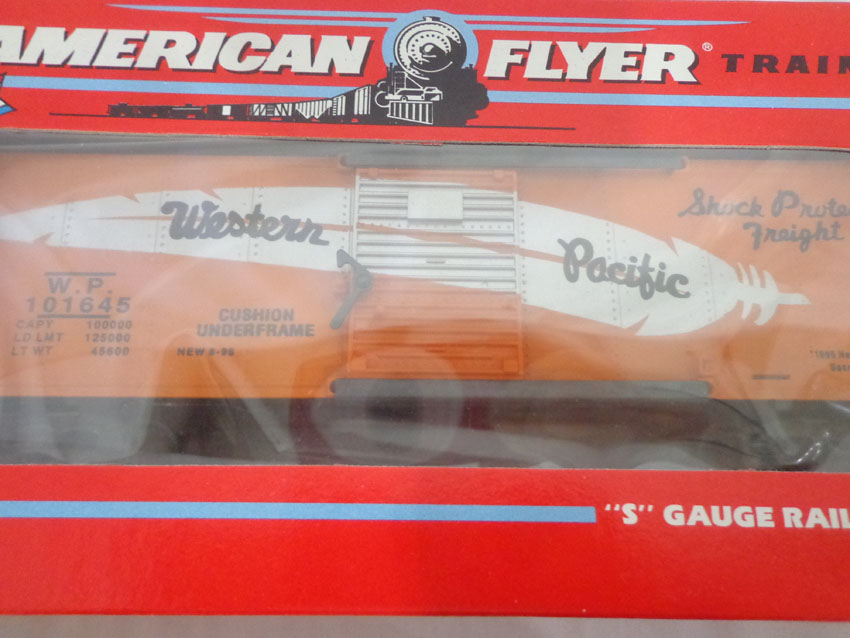 AMERICAN FLYER® TRAIN
Western
Pacific
Shock Prote
Freight
W.P.
101645
CAPY 100000
LD LMT 125000
LT WT 45600
CUSHION
UNDERFRAME
NEW 8-96
"S" GAUGE RAIL